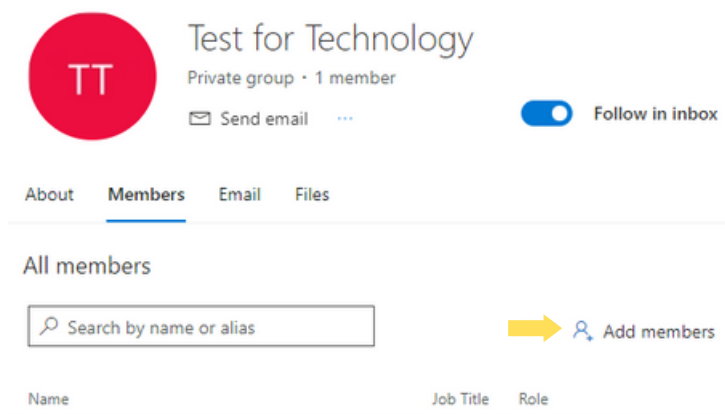 TT
Test for Technology
Private group · 1 member
Send email ...
Follow in inbox
About Members Email Files
All members
Search by name or alias
Add members
Name Job Title Role